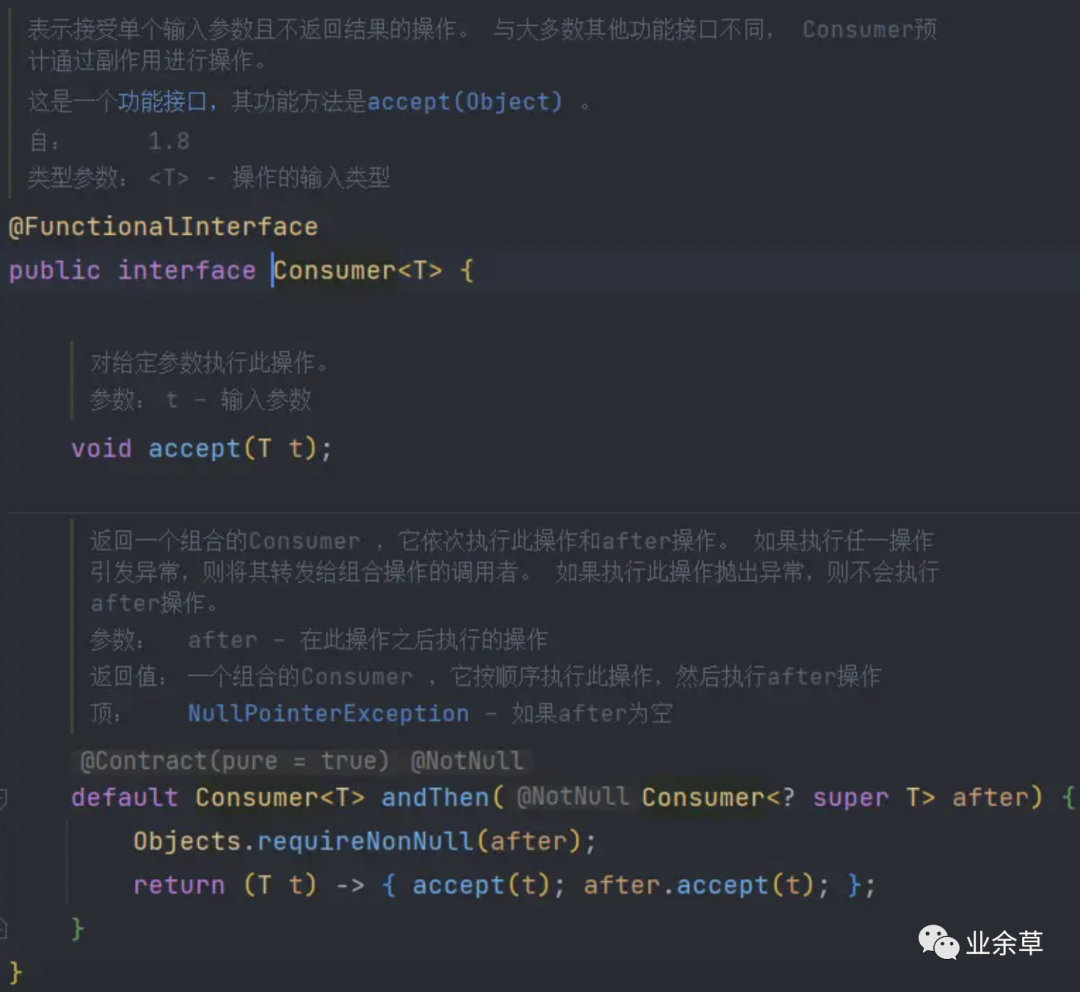 表示接受单个输入参数且不返回结果的操作。 与大多数其他功能接口不同， Consumer预
计通过副作用进行操作。
这是一个功能接口，其功能方法是accept(Object) 。
自： 1.8
类型参数： <T> - 操作的输入类型
@FunctionalInterface
public interface Consumer<T> {
对给定参数执行此操作。
参数： t - 输入参数
void accept(T t);
返回一个组合的Consumer ，它依次执行此操作和after操作。 如果执行任一操作
引发异常，则将其转发给组合操作的调用者。 如果执行此操作抛出异常，则不会执行
after操作。
参数： after - 在此操作之后执行的操作
返回值： 一个组合的Consumer ，它按顺序执行此操作，然后执行after操作
顶： NullPointerException - 如果after为空
@Contract(pure = true) @NotNull
default Consumer<T> andThen( @NotNull Consumer<? super T> after) {
Objects.requireNonNull(after);
return (T t) -> { accept(t); after.accept(t); };
}
业余草
}